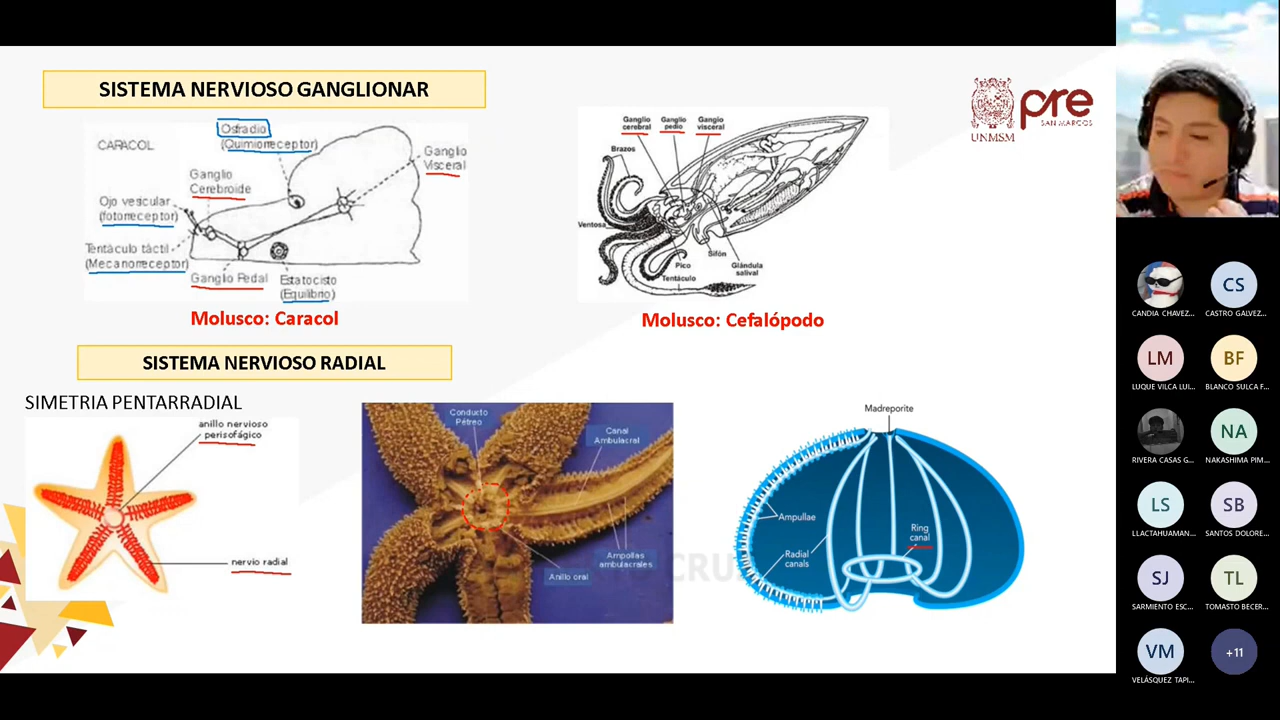 SISTEMA NERVIOSO GANGLIONAR
pre
SAN MARCOS
UNMSM
CARACOL
Osfradio
(Quimiorreceptor)
Ganglio
Visceral
Ganglio
Cerebroide
Ojo vesicular
(fotorreceptor)
Tentáculo táctil
(Mecanorreceptor)
Ganglio Pedal
Estatocisto
(Equilibrio)
Molusco: Caracol
Ganglio
cerebral
Ganglio
pedio
Gangio
visceral
Brazos
Ventosa
Sifón
Pico
Glándula
salival
Tentáculo
Molusco: Cefalópodo
SISTEMA NERVIOSO RADIAL
SIMETRIA PENTARRADIAL
anillo nervioso
perisofágico
nervio radial
Conducto
Pétreo
Canal
Ambulacral
Ampollas
ambulacrales
Anillo oral
CRU
Madreporite
Ampullae
Radial
canals
Ring
canal
CANDIA CHAVEZ...
CS
CASTRO GALVEZ...
LM
LUQUE VILCA LUI...
BF
BLANCO SULCA F...
RIVERA CASAS G...
NA
NAKASHIMA PIM...
LS
LLACTAHUAMAN...
SB
SANTOS DOLORE...
SJ
SARMIENTO ESC...
TL
TOMASTO BECER...
VM
VELÁSQUEZ TAPI...
+11